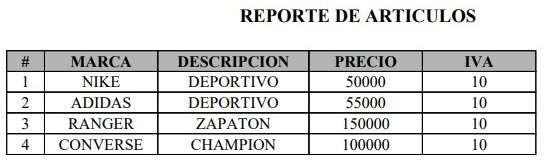 REPORTE DE ARTICULOS
# MARCA DESCRIPCION PRECIO IVA
1 NIKE DEPORTIVO 50000 10
2 ADIDAS DEPORTIVO 55000 10
3 RANGER ZAPATON 150000 10
4 CONVERSE CHAMPION 100000 10